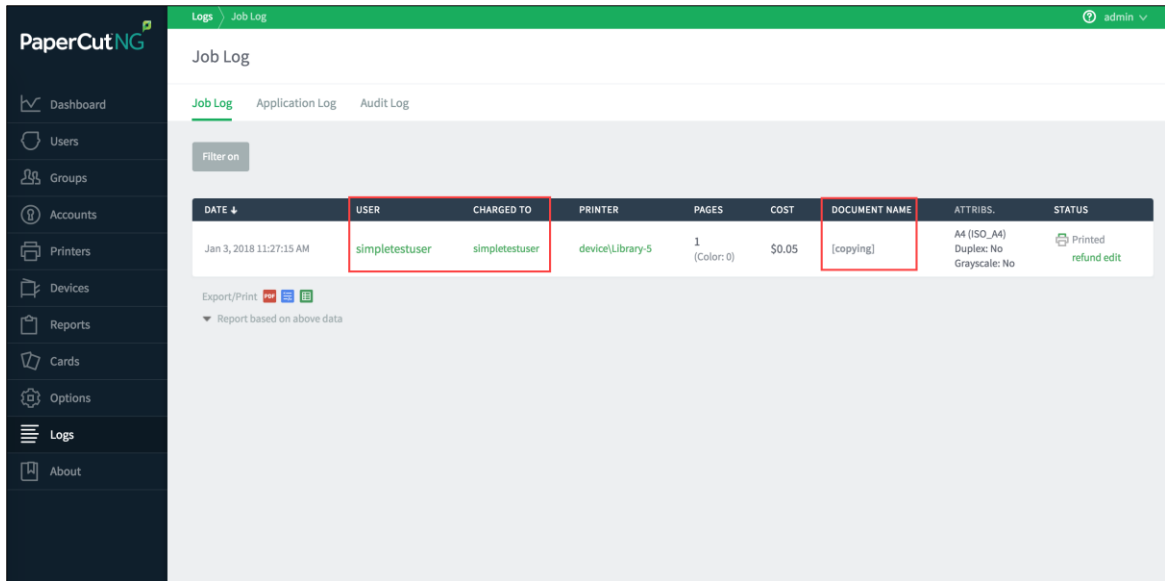 PaperCut NG
Logs
Job Log
admin
Job Log
Dashboard
Users
Groups
Accounts
Printers
Devices
Reports
Cards
Options
Logs
About
Job Log
Application Log
Audit Log
Filter on
DATE USER CHARGED TO PRINTER PAGES COST DOCUMENT NAME ATTRIBS. STATUS
Jan 3, 2018 11:27:15 AM simpletestuser simpletestuser device\Library-5 1 $0.05 [copying] A4 (ISO_A4) Printed
(Color: 0) Duplex: No refund edit
Grayscale: No
Export/Print PDF
Report based on above data